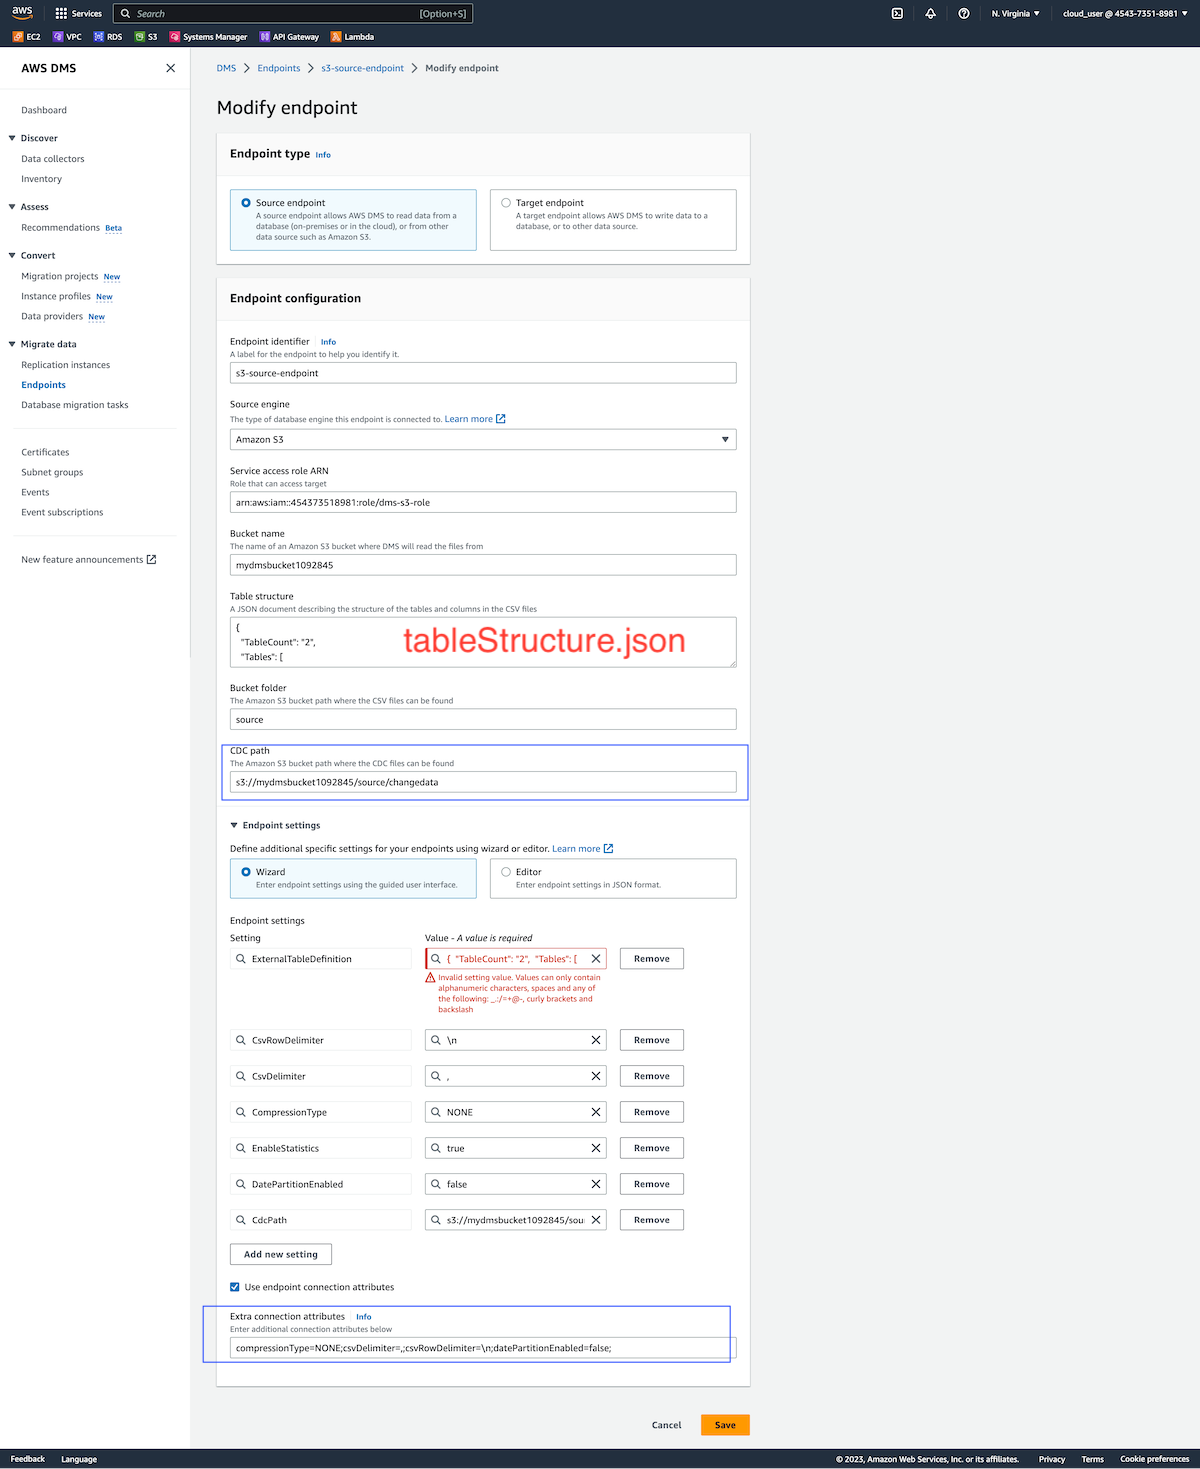 aws
Services
Search
[Option+S]
N. Virginia
cloud_user @ 4543-7351-8981
EC2
VPC
RDS
S3
Systems Manager
API Gateway
Lambda
AWS DMS
Dashboard
Discover
Data collectors
Inventory
Assess
Recommendations Beta
Convert
Migration projects New
Instance profiles New
Data providers New
Migrate data
Replication instances
Endpoints
Database migration tasks
Certificates
Subnet groups
Events
Event subscriptions
New feature announcements
DMS
Endpoints
s3-source-endpoint
Modify endpoint
Modify endpoint
Endpoint type Info
Source endpoint
A source endpoint allows AWS DMS to read data from a
database (on-premises or in the cloud), or from other
data source such as Amazon S3.
Target endpoint
A target endpoint allows AWS DMS to write data to a
database, or to other data source.
Endpoint configuration
Endpoint identifier Info
A label for the endpoint to help you identify it.
s3-source-endpoint
Source engine
The type of database engine this endpoint is connected to. Learn more
Amazon S3
Service access role ARN
Role that can access target
arn:aws:iam::454373518981:role/dms-s3-role
Bucket name
The name of an Amazon S3 bucket where DMS will read the files from
mydmsbucket1092845
Table structure
A JSON document describing the structure of the tables and columns in the CSV files
{
"TableCount": "2",
"Tables": [
tableStructure.json
Bucket folder
The Amazon S3 bucket path where the CSV files can be found
source
CDC path
The Amazon S3 bucket path where the CDC files can be found
s3://mydmsbucket1092845/source/changedata
Endpoint settings
Define additional specific settings for your endpoints using wizard or editor. Learn more
Wizard
Enter endpoint settings using the guided user interface.
Editor
Enter endpoint settings in JSON format.
Endpoint settings
Setting
Value - A value is required
ExternalTableDefinition
{ "TableCount": "2", "Tables": [
Remove
Invalid setting value. Values can only contain
alphanumeric characters, spaces and any of
the following: _.:/=+@-, curly brackets and
backslash
CsvRowDelimiter
\n
Remove
CsvDelimiter
,
Remove
CompressionType
NONE
Remove
EnableStatistics
true
Remove
DatePartitionEnabled
false
Remove
CdcPath
s3://mydmsbucket1092845/sou
Remove
Add new setting
Use endpoint connection attributes
Extra connection attributes Info
Enter additional connection attributes below
compressionType=NONE;csvDelimiter=,;csvRowDelimiter=\n;datePartitionEnabled=false;
Cancel
Save
Feedback
Language
© 2023, Amazon Web Services, Inc. or its affiliates.
Privacy
Terms
Cookie preferences